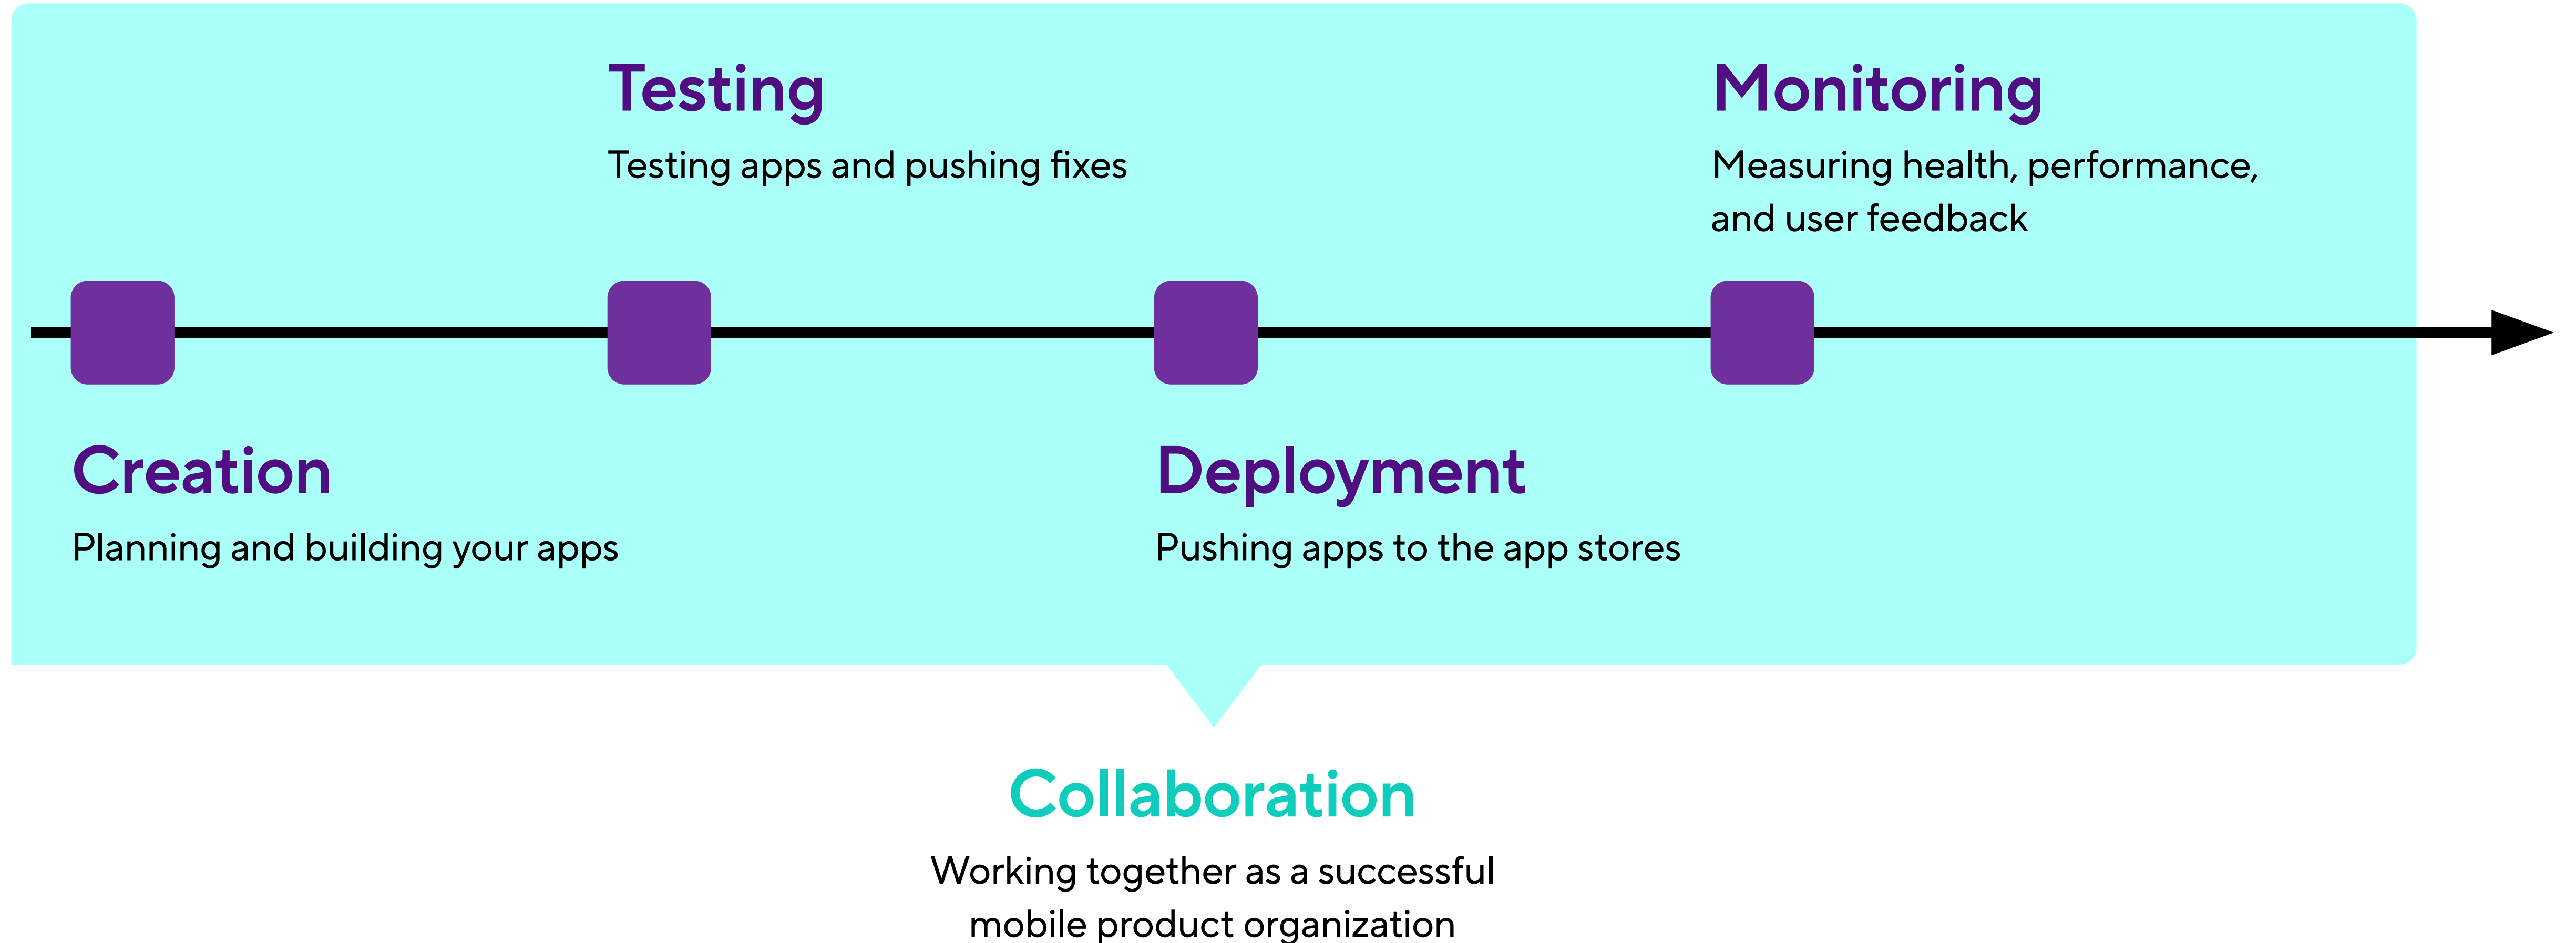 Testing
Testing apps and pushing fixes
Monitoring
Measuring health, performance,
and user feedback
Creation
Planning and building your apps
Deployment
Pushing apps to the app stores
Collaboration
Working together as a successful
mobile product organization